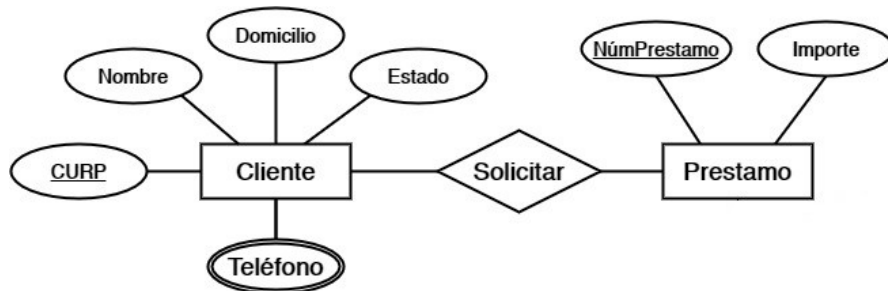 Domicilio
NúmPrestamo
Importe
Nombre
Estado
CURP
Cliente
Solicitar
Prestamo
Teléfono